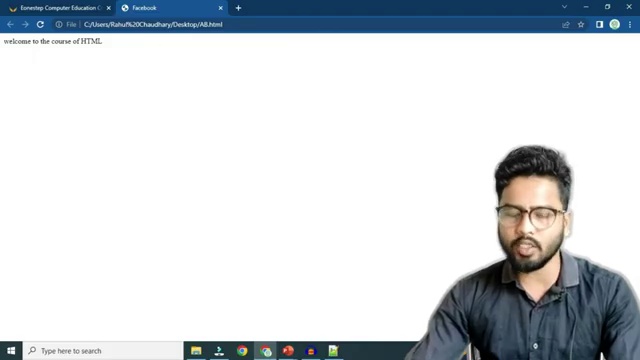 Eonestep Computer Education C
Facebook
File
C:/Users/Rahul%20Chaudhary/Desktop/AB.html
welcome to the course of HTML
Type here to search